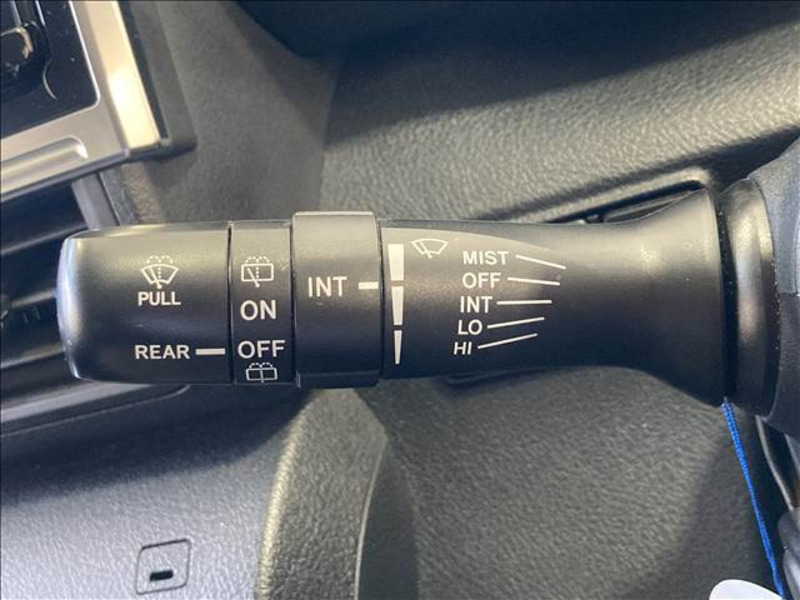 PULL
REAR
ON
OFF
INT
MIST
OFF
INT
LO
HI